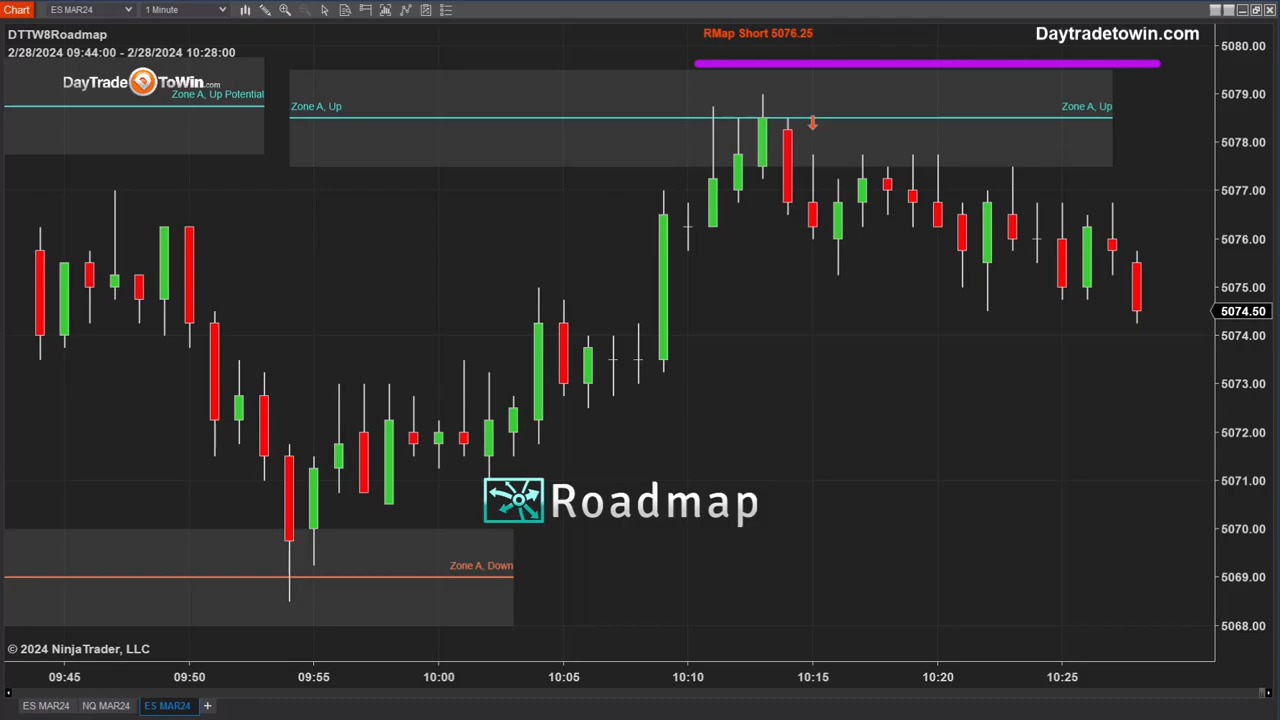 Chart ES MAR24 1 Minute
DTTW8Roadmap
2/28/2024 09:44:00 - 2/28/2024 10:28:00
RMap Short 5076.25
Daytradetowin.com
DayTradeToWin.com
Zone A, Up Potential
Zone A, Up
Zone A, Up
5080.00
5079.00
5078.00
5077.00
5076.00
5075.00
5074.50
5074.00
5073.00
5072.00
5071.00
5070.00
5069.00
5068.00
Roadmap
Zone A, Down
© 2024 NinjaTrader, LLC
09:45 09:50 09:55 10:00 10:05 10:10 10:15 10:20 10:25
ES MAR24 NQ MAR24 ES MAR24 +